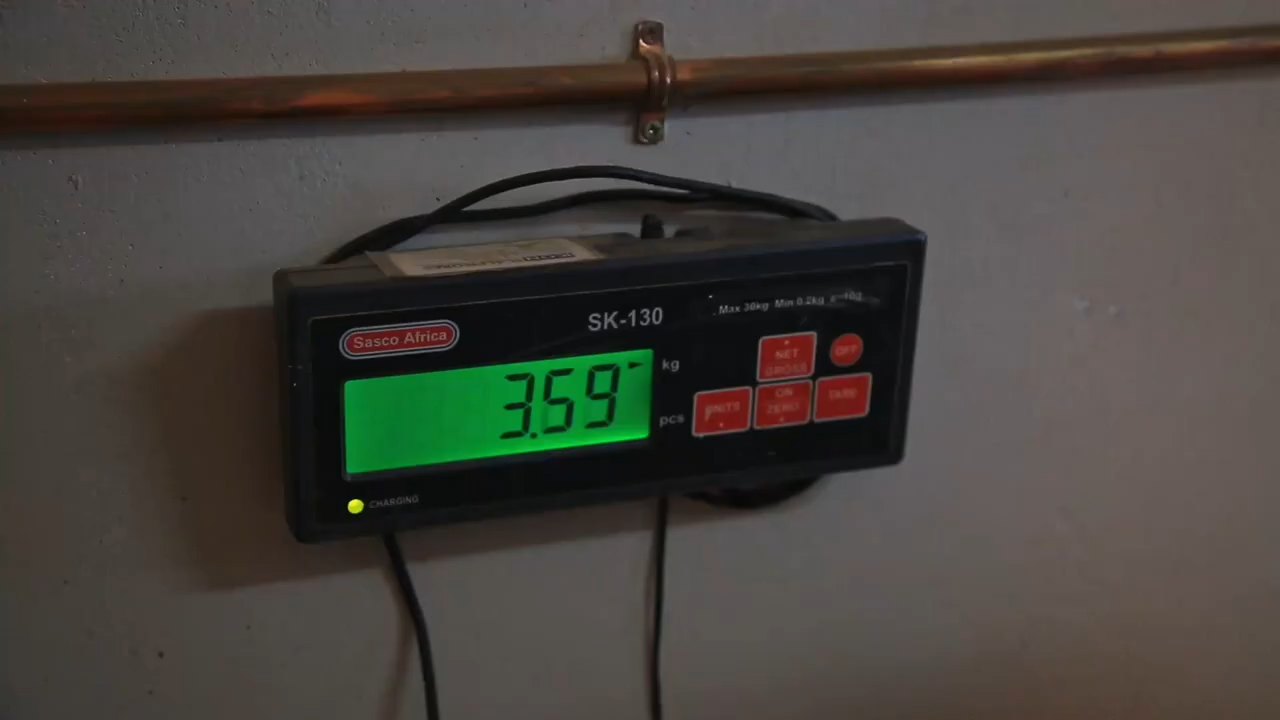 Sasco Africa
SK-130
Max 30kg Min 0.2kg e=10g
3.59
kg
pcs
NET
GROSS
OFF
UNITS
ON
ZERO
TARE
CHARGING